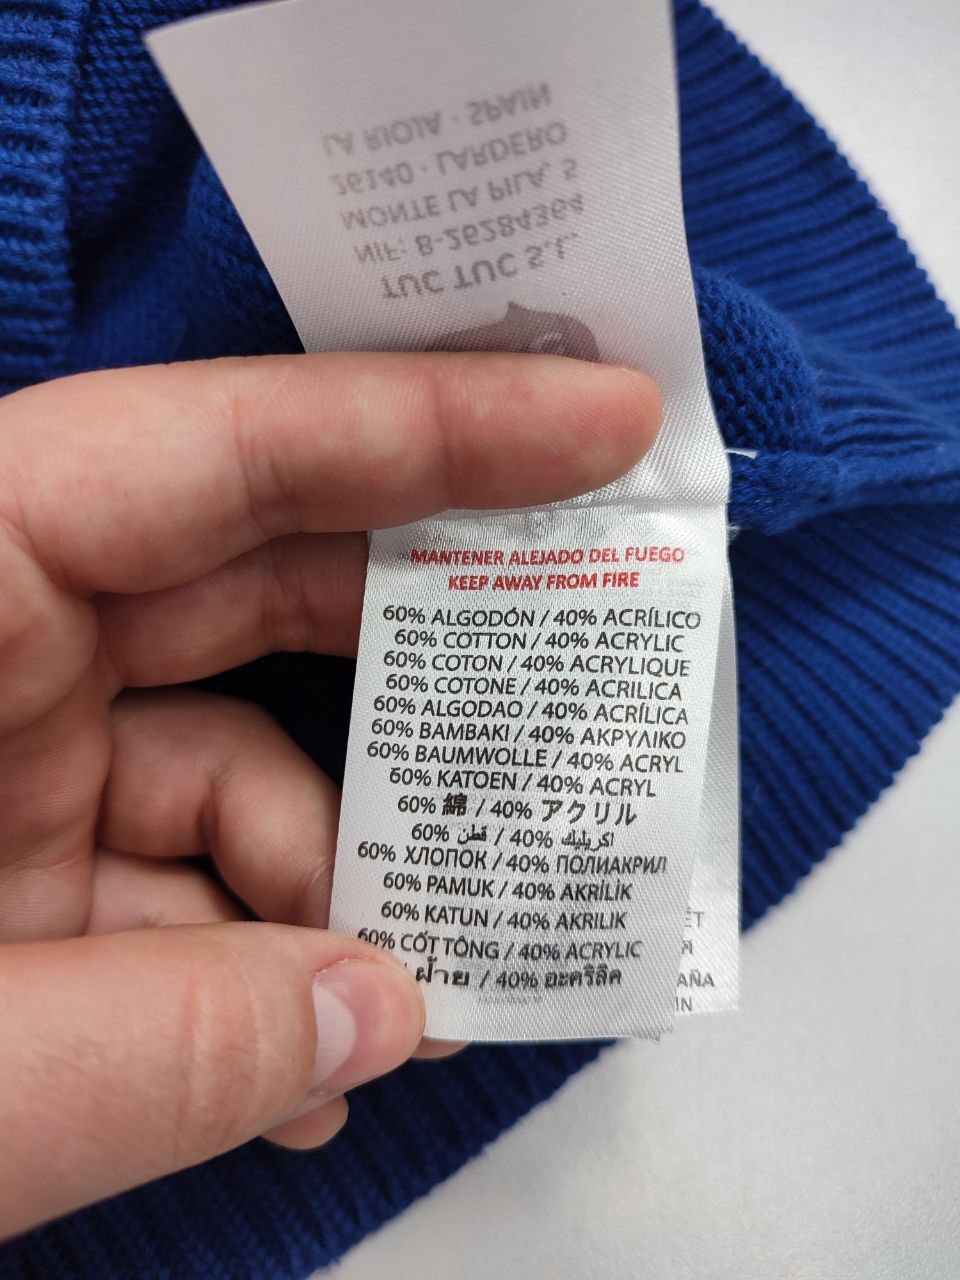 LA RIOJA - SPAIN
26140 - LARDERO
MONTE LA PILA, 5
NIF: B-26284364
TUC TUC S.L.
MANTENER ALEJADO DEL FUEGO
KEEP AWAY FROM FIRE
60% ALGODÓN / 40% ACRÍLICO
60% COTTON / 40% ACRYLIC
60% COTON / 40% ACRYLIQUE
60% COTONE / 40% ACRILICA
60% ALGODAO / 40% ACRÍLICA
60% BAMBAKI / 40% ΑΚΡΥΛΙΚΟ
60% BAUMWOLLE / 40% ACRYL
60% KATOEN / 40% ACRYL
60% 綿 / 40% アクリル
60% قطن / 40% اكريليك
60% ХЛОПОК / 40% ПОЛИАКРИЛ
60% PAMUK / 40% AKRİLİK
60% KATUN / 40% AKRILIK
60% CỐT TÔNG / 40% ACRYLIC
ฝ้าย / 40% อะคริลิค